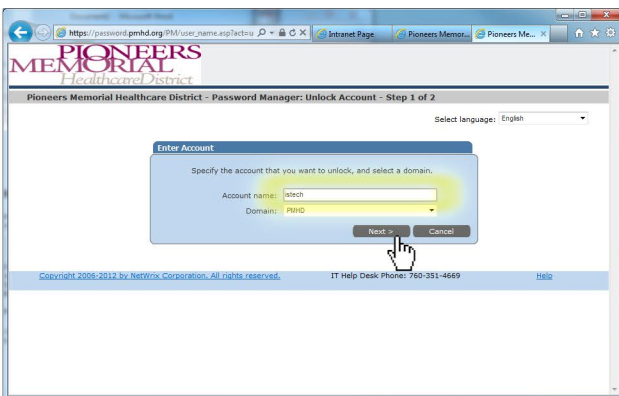 https://password.pmhd.org/PM/user_name.asp?act=u
Intranet Page
Pioneers Memor...
Pioneers Me...
PIONEERS
MEMORIAL
HealthcareDistrict
Pioneers Memorial Healthcare District - Password Manager: Unlock Account - Step 1 of 2
Select language: English
Enter Account
Specify the account that you want to unlock, and select a domain.
Account name: istech
Domain: PMHD
Next > Cancel
Copyright 2006-2012 by NetWrix Corporation. All rights reserved. IT Help Desk Phone: 760-351-4669 Help